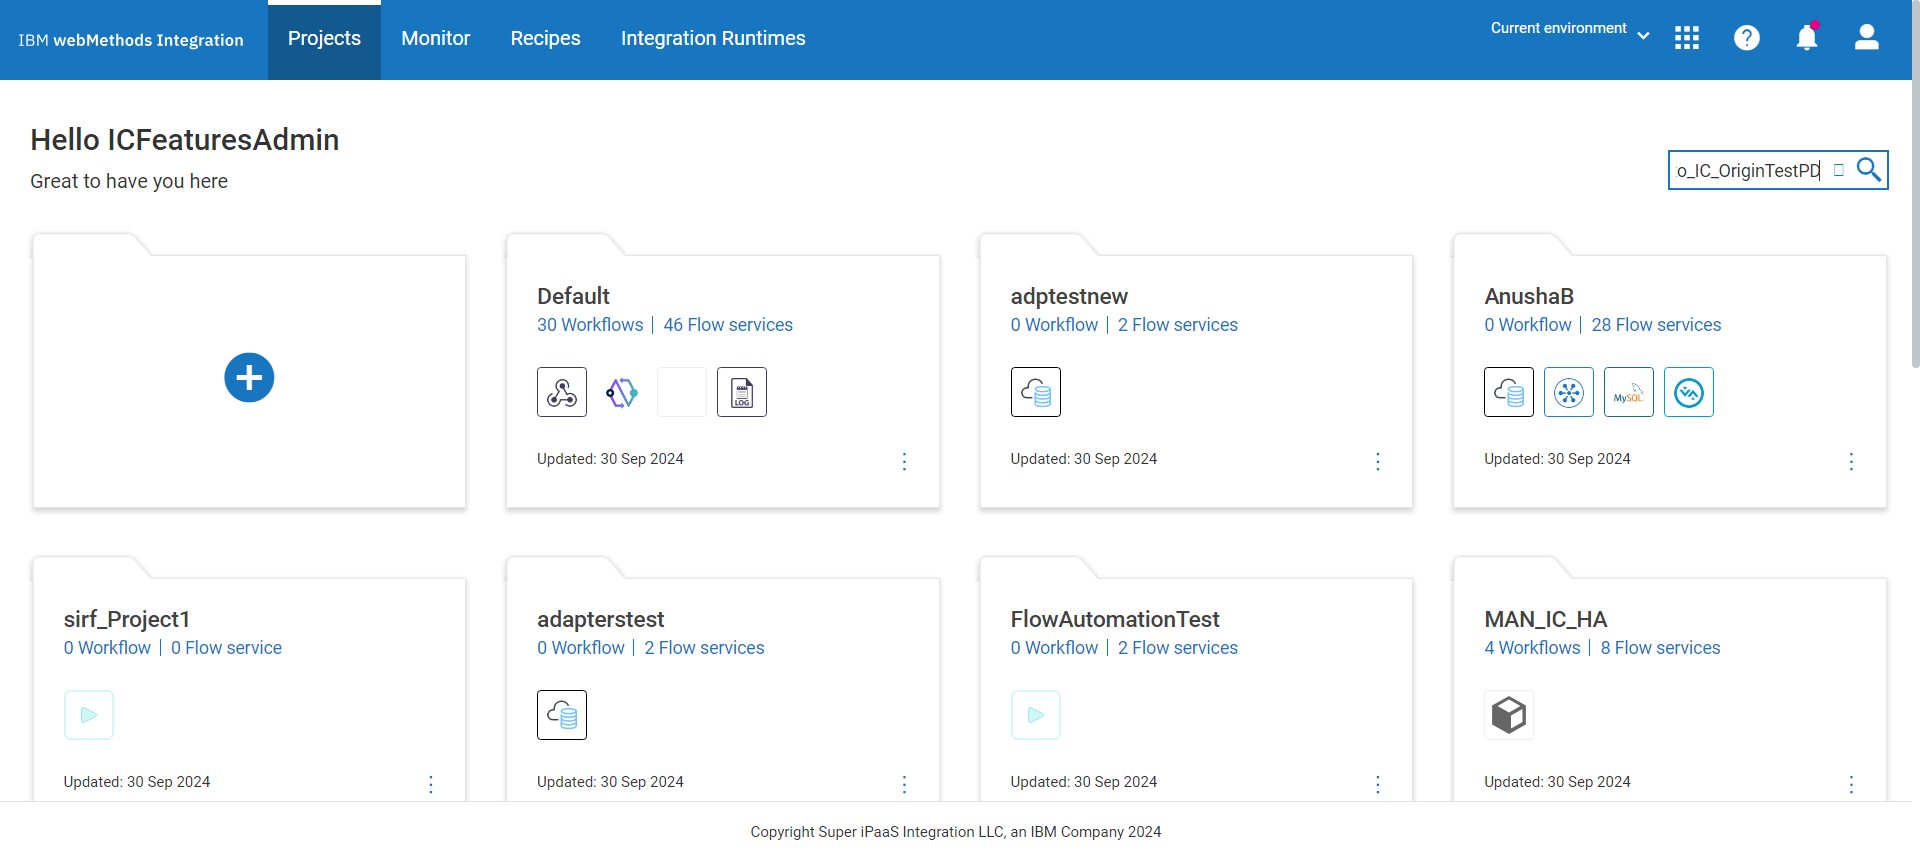 IBM webMethods Integration
Projects
Monitor
Recipes
Integration Runtimes
Current environment
Hello ICFeaturesAdmin
Great to have you here
o_IC_OriginTestPD
Default
30 Workflows | 46 Flow services
LOG
Updated: 30 Sep 2024
adptestnew
0 Workflow | 2 Flow services
Updated: 30 Sep 2024
AnushaB
0 Workflow | 28 Flow services
MySQL
Updated: 30 Sep 2024
sirf_Project1
0 Workflow | 0 Flow service
Updated: 30 Sep 2024
adapterstest
0 Workflow | 2 Flow services
Updated: 30 Sep 2024
FlowAutomationTest
0 Workflow | 2 Flow services
Updated: 30 Sep 2024
MAN_IC_HA
4 Workflows | 8 Flow services
Updated: 30 Sep 2024
Copyright Super iPaaS Integration LLC, an IBM Company 2024